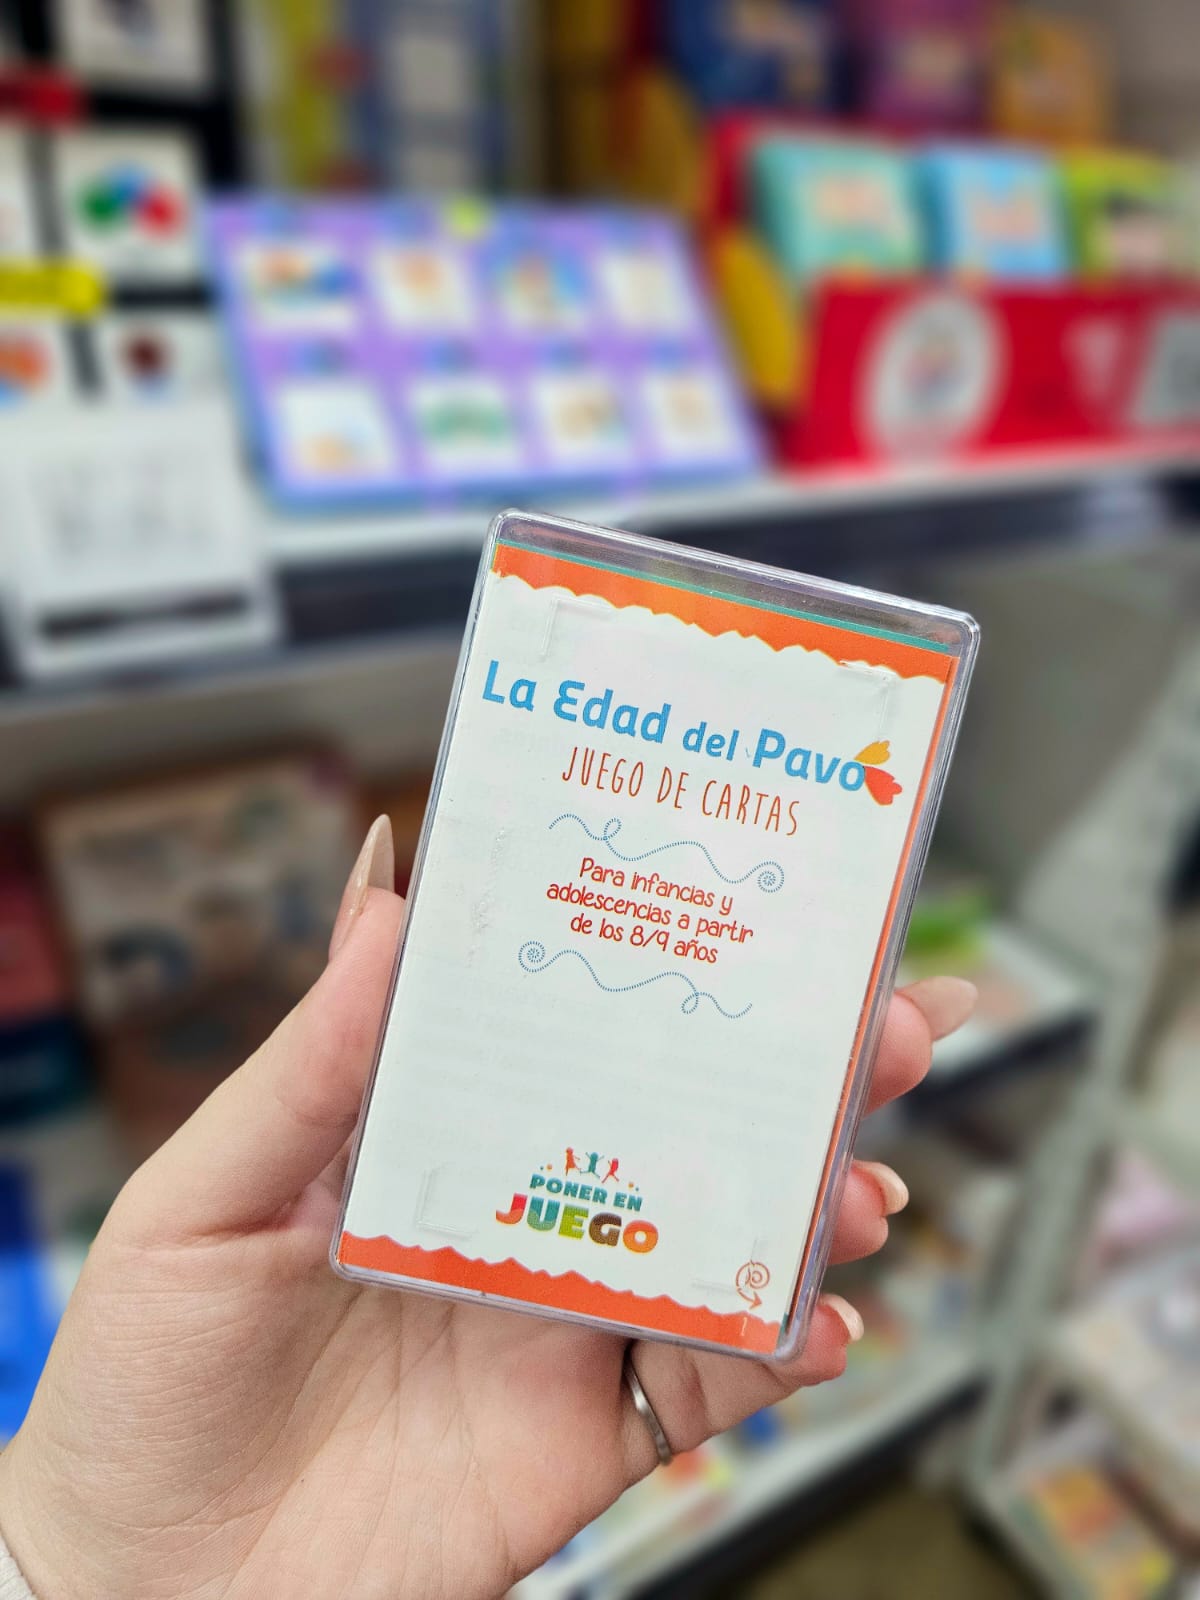 La Edad del Pavo
JUEGO DE CARTAS
Para infancias y
adolescencias a partir
de los 8/9 años
PONER EN
JUEGO